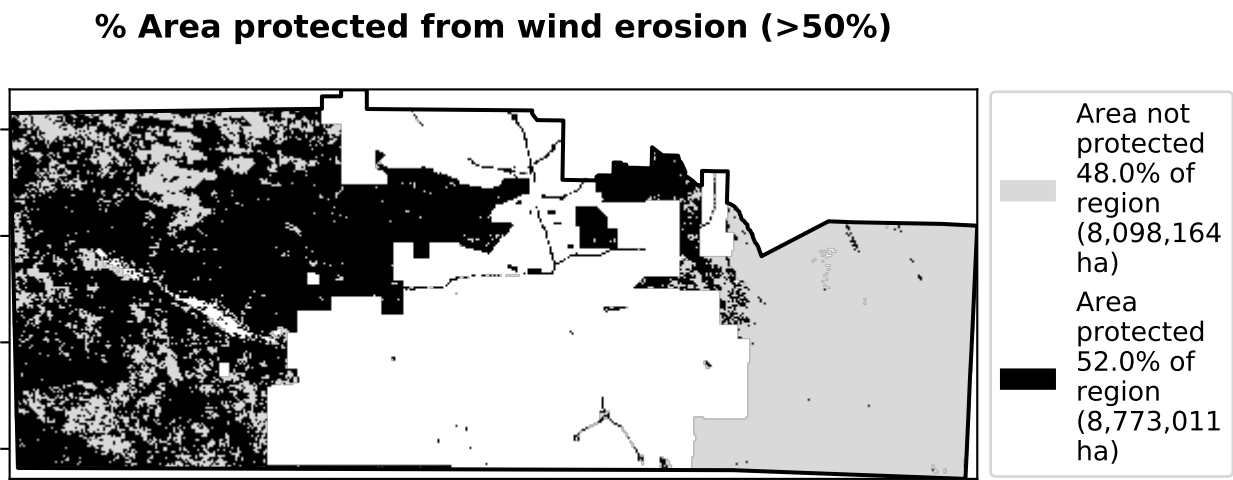 % Area protected from wind erosion (>50%)
Area not
protected
48.0% of
region
(8,098,164
ha)
Area
protected
52.0% of
region
(8,773,011
ha)